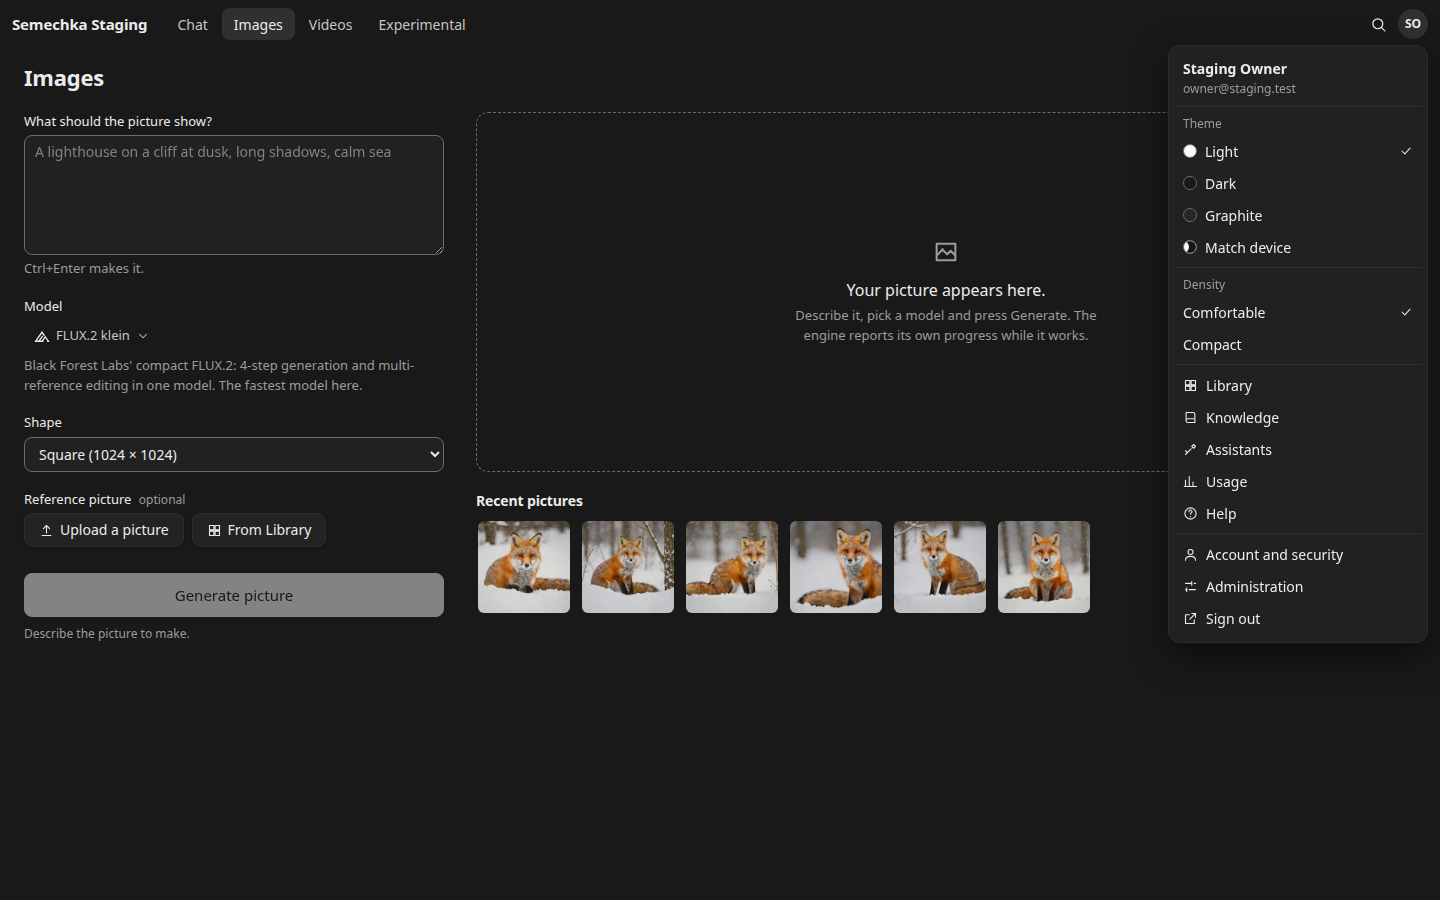 Semechka Staging
Chat
Images
Videos
Experimental
SO
Images
What should the picture show?
A lighthouse on a cliff at dusk, long shadows, calm sea
Ctrl+Enter makes it.
Model
FLUX.2 klein
Black Forest Labs' compact FLUX.2: 4-step generation and multi-
reference editing in one model. The fastest model here.
Shape
Square (1024 × 1024)
Reference picture optional
Upload a picture
From Library
Generate picture
Describe the picture to make.
Your picture appears here.
Describe it, pick a model and press Generate. The
engine reports its own progress while it works.
Recent pictures
Staging Owner
owner@staging.test
Theme
Light
Dark
Graphite
Match device
Density
Comfortable
Compact
Library
Knowledge
Assistants
Usage
Help
Account and security
Administration
Sign out